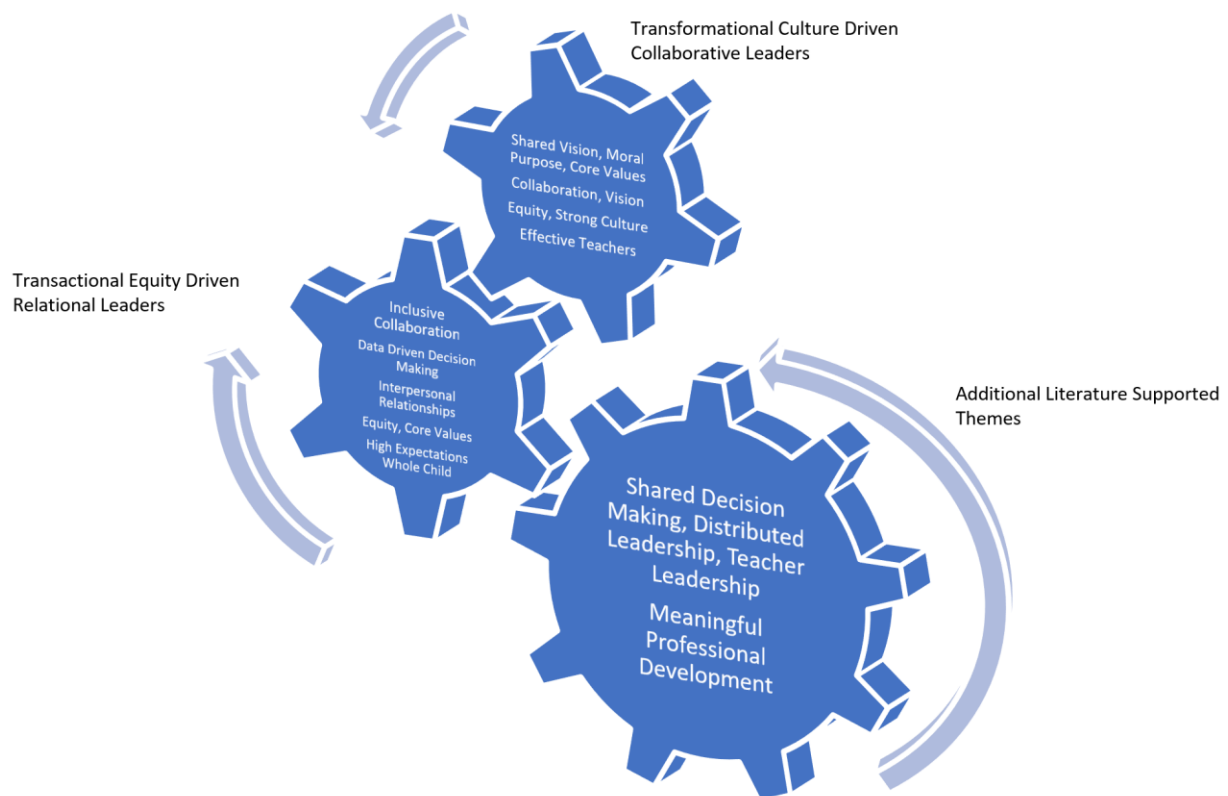 Transformational Culture Driven
Collaborative Leaders
Shared Vision, Moral
Purpose, Core Values
Collaboration, Vision
Equity, Strong Culture
Effective Teachers
Transactional Equity Driven
Relational Leaders
Inclusive
Collaboration
Data Driven Decision
Making
Interpersonal
Relationships
Equity, Core Values
High Expectations
Whole Child
Additional Literature Supported
Themes
Shared Decision
Making, Distributed
Leadership, Teacher
Leadership
Meaningful
Professional
Development